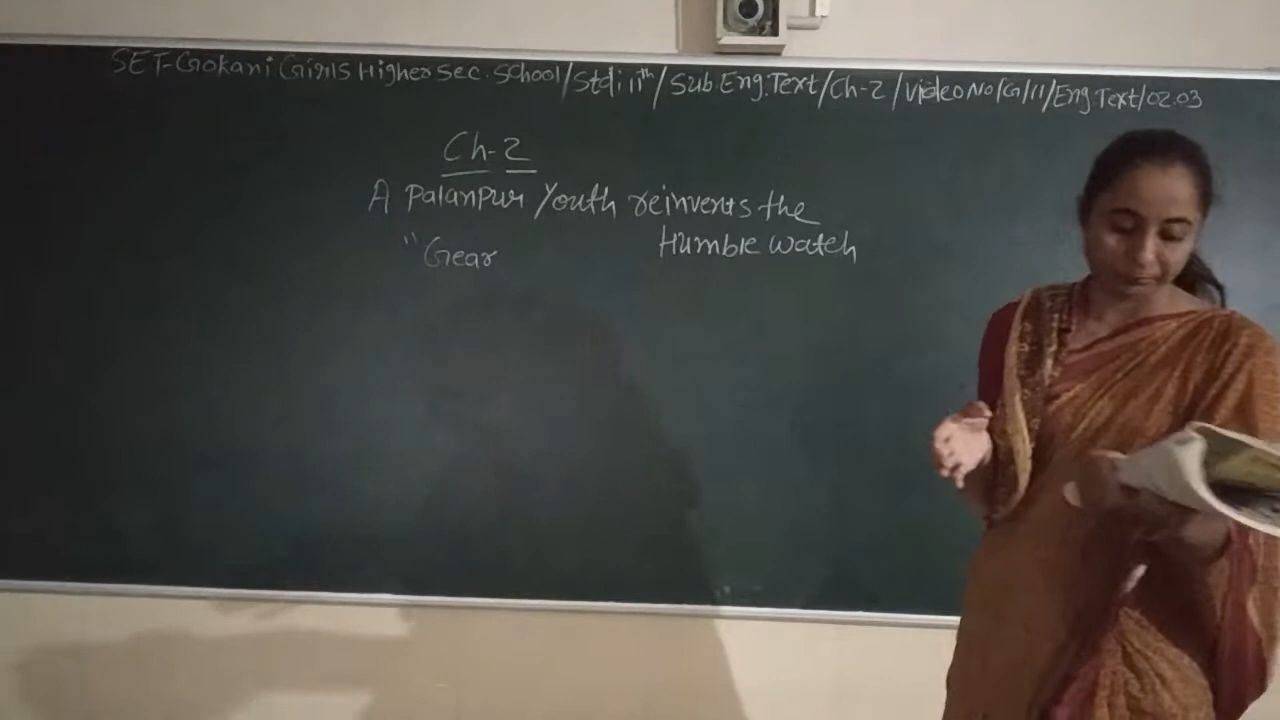 SET-Gokani Girls Higher Sec. School/Std:11th/Sub.Eng.Text/Ch-2/Video No/G/11/Eng.Text/02.03
Ch-2
A Palanpur Youth reinvents the
Humble Watch
"Gear